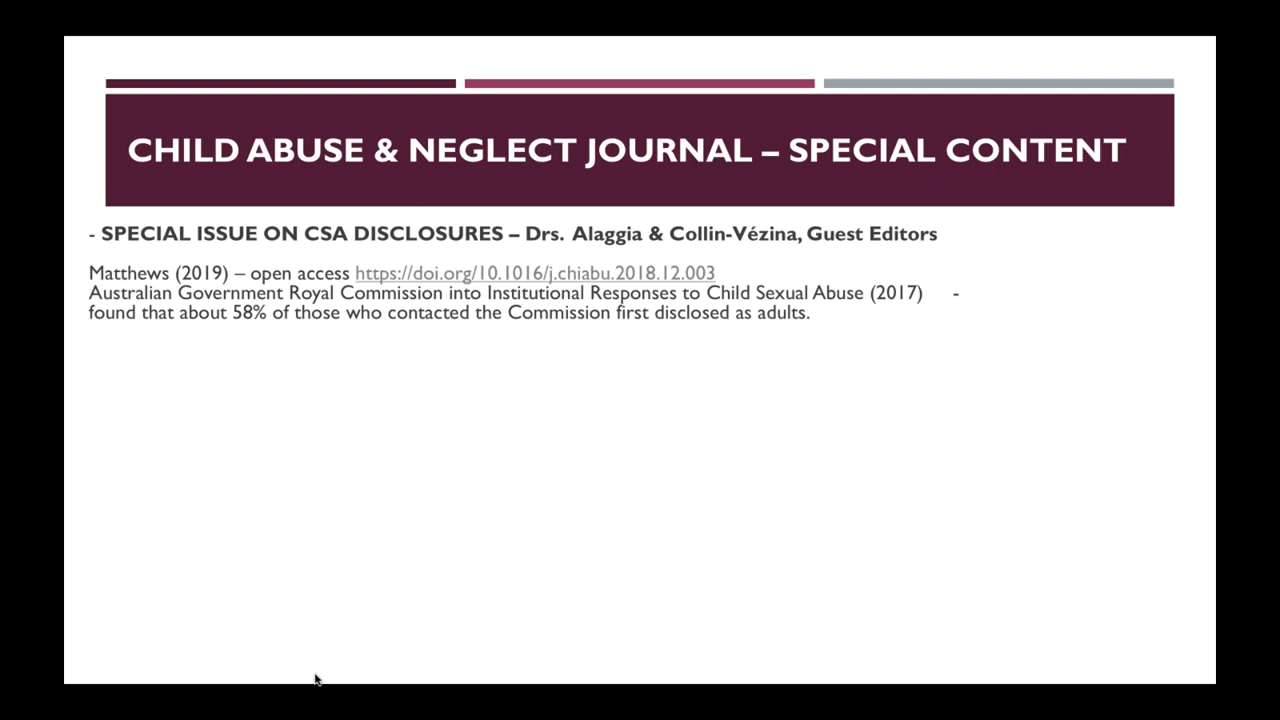 CHILD ABUSE & NEGLECT JOURNAL – SPECIAL CONTENT
- SPECIAL ISSUE ON CSA DISCLOSURES – Drs. Alaggia & Collin-Vézina, Guest Editors
Matthews (2019) – open access https://doi.org/10.1016/j.chiabu.2018.12.003
Australian Government Royal Commission into Institutional Responses to Child Sexual Abuse (2017) -
found that about 58% of those who contacted the Commission first disclosed as adults.